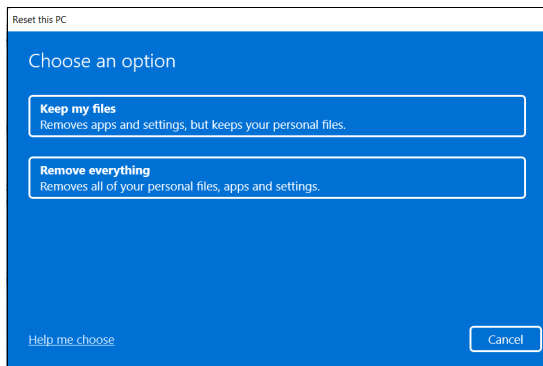 Reset this PC
Choose an option
Keep my files
Removes apps and settings, but keeps your personal files.
Remove everything
Removes all of your personal files, apps and settings.
Help me choose
Cancel